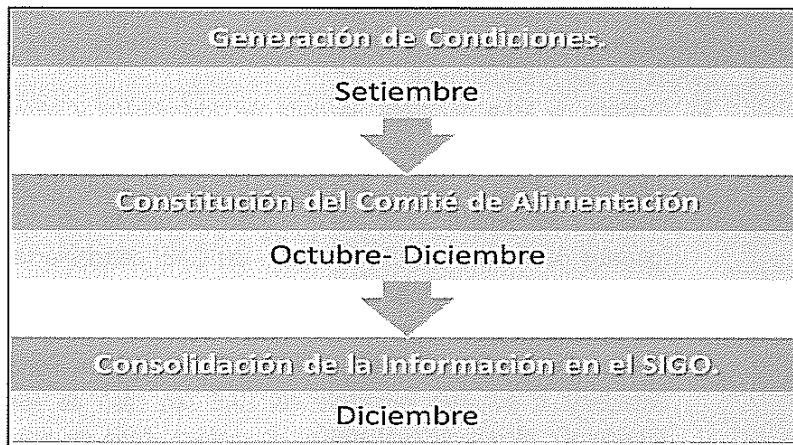 Generación de Condiciones.
Setiembre
Constitución del Comité de Alimentación
Octubre- Diciembre
Consolidación de la Información en el SIGO.
Diciembre